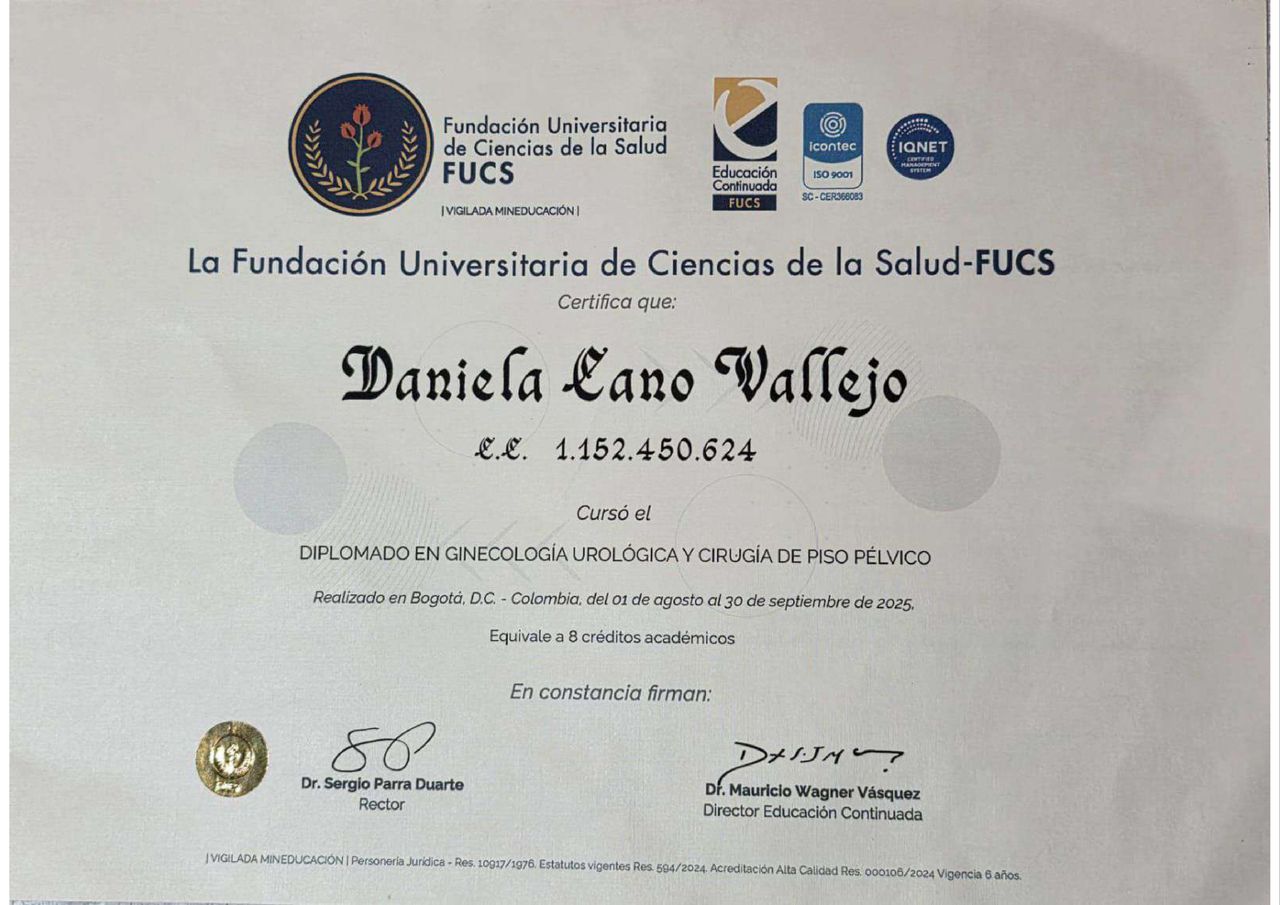 Fundación Universitaria
de Ciencias de la Salud
FUCS
| VIGILADA MINEDUCACIÓN |
Educación
Continuada
FUCS
icontec
ISO 9001
SC - CER366083
IQNET
CERTIFIED
MANAGEMENT
SYSTEM
La Fundación Universitaria de Ciencias de la Salud-FUCS
Certifica que:
Daniela Cano Vallejo
C.C. 1.152.450.624
Cursó el
DIPLOMADO EN GINECOLOGÍA UROLÓGICA Y CIRUGÍA DE PISO PÉLVICO
Realizado en Bogotá, D.C. - Colombia, del 01 de agosto al 30 de septiembre de 2025,
Equivale a 8 créditos académicos
En constancia firman:
Dr. Sergio Parra Duarte
Rector
Dr. Mauricio Wagner Vásquez
Director Educación Continuada
| VIGILADA MINEDUCACIÓN | Personería Jurídica - Res. 10917/1976. Estatutos vigentes Res. 594/2024. Acreditación Alta Calidad Res. 000106/2024 Vigencia 6 años.